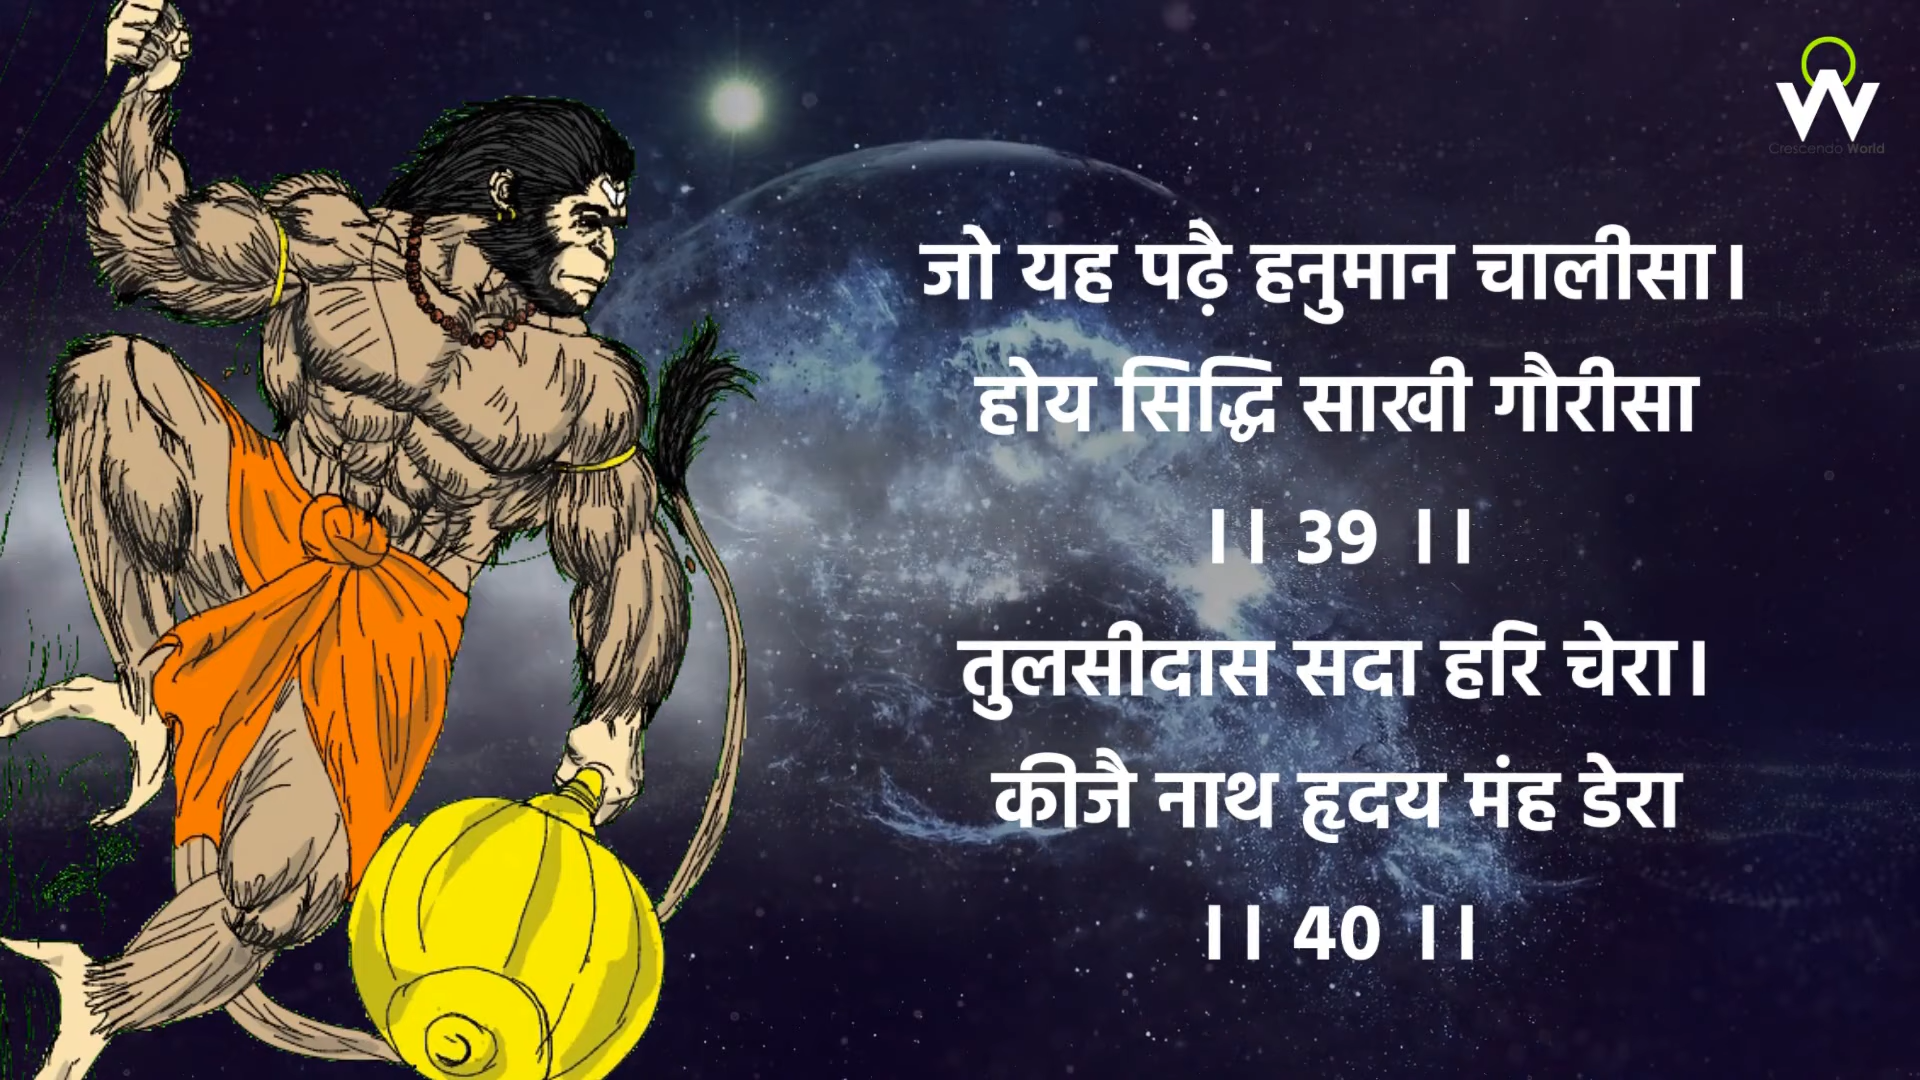 जो यह पढ़ै हनुमान चालीसा।
होय सिद्धि साखी गौरीसा
।। 39 ।।
तुलसीदास सदा हरि चेरा।
कीजै नाथ हृदय मंह डेरा
।। 40 ।।
Crescendo World